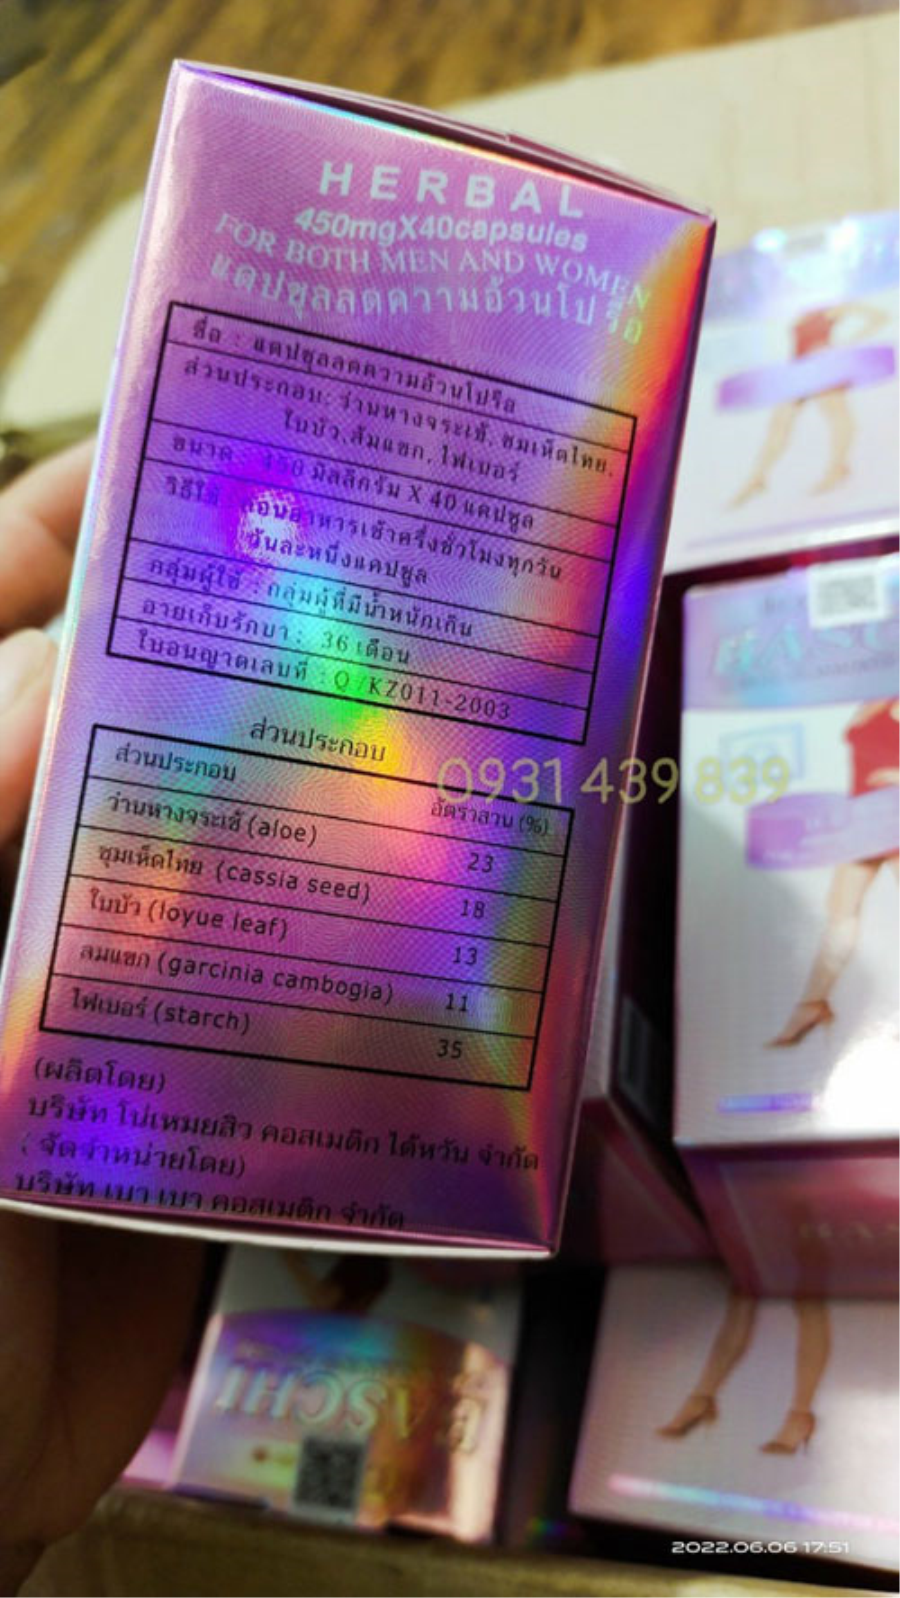 HERBAL
450mgX40capsules
FOR BOTH MEN AND WOMEN
แคปซูลลดความอ้วนโป รื๋อ
ชื่อ : แคปซูลลดความอ้วนโปรีอ
ส่วนประกอบ: ว่านหางจระเข้, ชุมเห็ดไทย,
ใบบัว,ส้มแขก, ไฟเบอร์
ขนาด 450 มิลลิกรัม X 40 แคปซูล
วิธีใช้ ก่อนอาหารเช้าครึ่งชั่วโมงทุกวัน
วันละหนึ่งแคปซูล
กลุ่มผู้ใช้ : กลุ่มผู้ที่มีน้ำหนักเกิน
อายุเก็บรักษา : 36 เดือน
ใบอนุญาตเลขที่ : Q/KZ011-2003
ส่วนประกอบ
ส่วนประกอบ อัตราส่วน (%)
ว่านหางจระเข้ (aloe) 23
ชุมเห็ดไทย (cassia seed) 18
ใบบัว (loyue leaf) 13
ลมแขก (garcinia cambogia) 11
ไฟเบอร์ (starch) 35
(ผลิตโดย)
บริษัท โปเหมยสิว คอสเมติก ไต้หวัน จำกัด
(จัดจำหน่ายโดย)
บริษัท เบา เบา คอสเมติก จำกัด
0931 439 839
2022.06.06 17:51